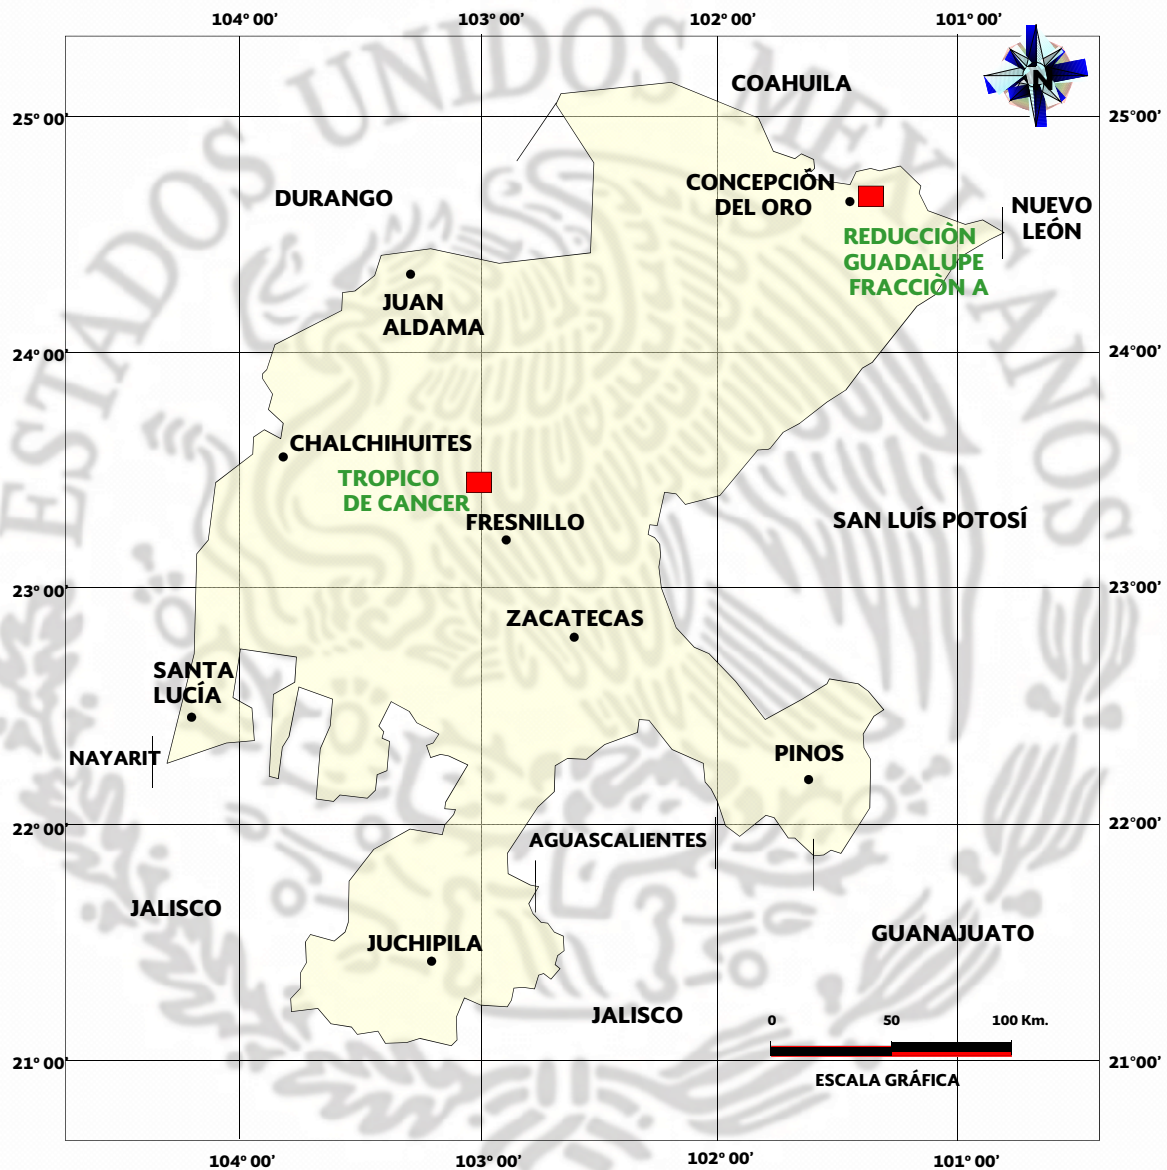 104° 00'
103° 00'
102° 00'
101° 00'
ESTADOS UNIDOS MEXICANOS
COAHUILA
N
25° 00'
25°00'
DURANGO
CONCEPCIÓN
DEL ORO
NUEVO
LEÓN
REDUCCIÒN
GUADALUPE
FRACCIÒN A
JUAN
ALDAMA
24° 00'
24°00'
CHALCHIHUITES
TROPICO
DE CANCER
FRESNILLO
SAN LUÍS POTOSÍ
23° 00'
23°00'
ZACATECAS
SANTA
LUCÍA
NAYARIT
PINOS
22° 00'
22°00'
AGUASCALIENTES
JALISCO
JUCHIPILA
GUANAJUATO
JALISCO
0 50 100 Km.
21° 00'
21°00'
ESCALA GRÁFICA
104° 00'
103° 00'
102° 00'
101° 00'